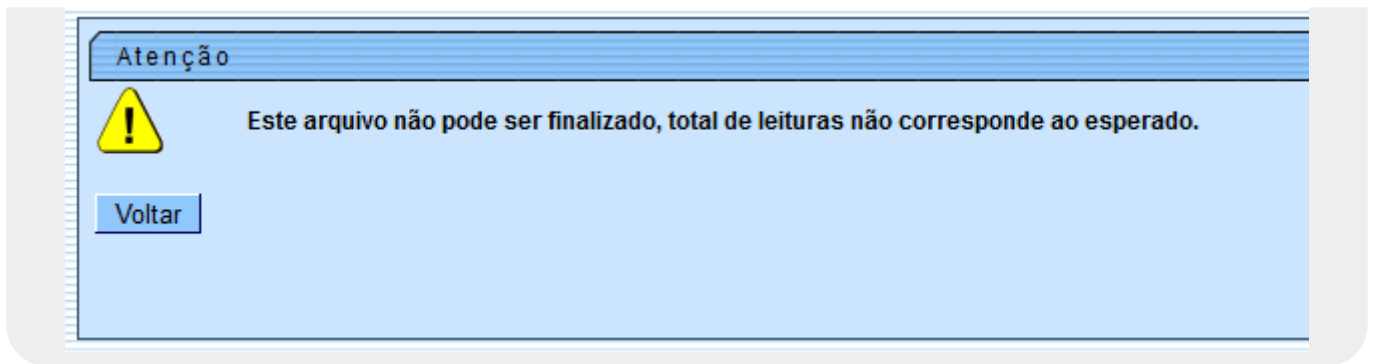 Atenção
Este arquivo não pode ser finalizado, total de leituras não corresponde ao esperado.
Voltar